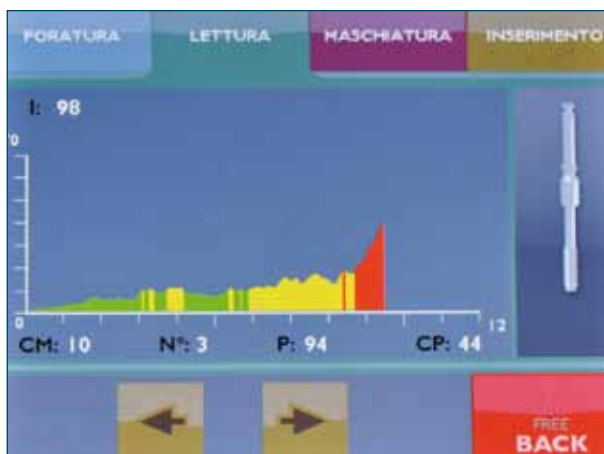 FORATURA LETTURA MASCHIATURA INSERIMENTO
I: 98
0 12
CM: 10 N°: 3 P: 94 CP: 44
FREE
BACK